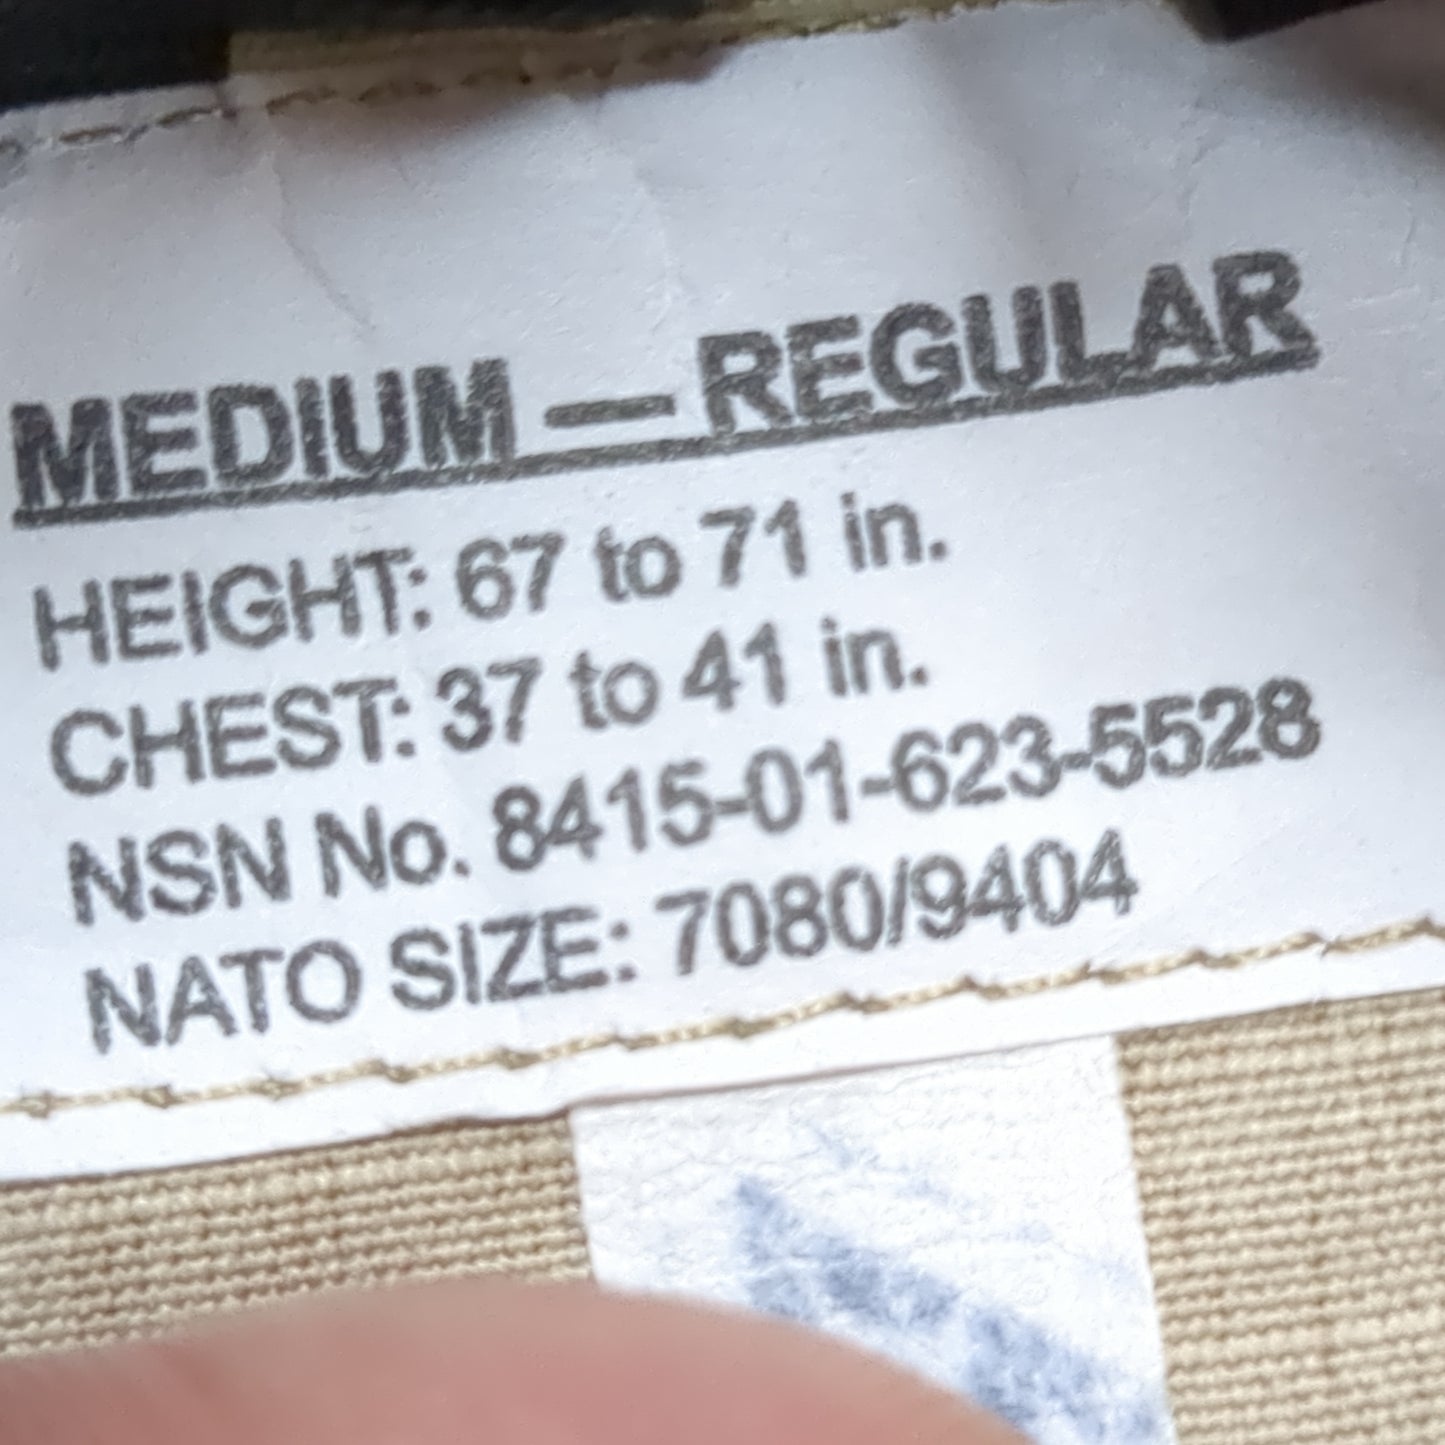 MEDIUM — REGULAR
HEIGHT: 67 to 71 in.
CHEST: 37 to 41 in.
NSN No. 8415-01-623-5528
NATO SIZE: 7080/9404